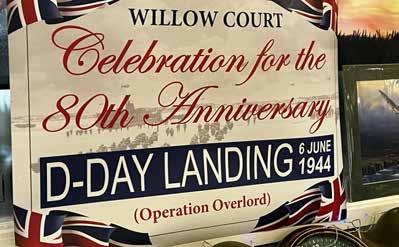 WILLOW COURT
Celebration for the
80th Anniversary
D-DAY LANDING 6 JUNE 1944
(Operation Overlord)